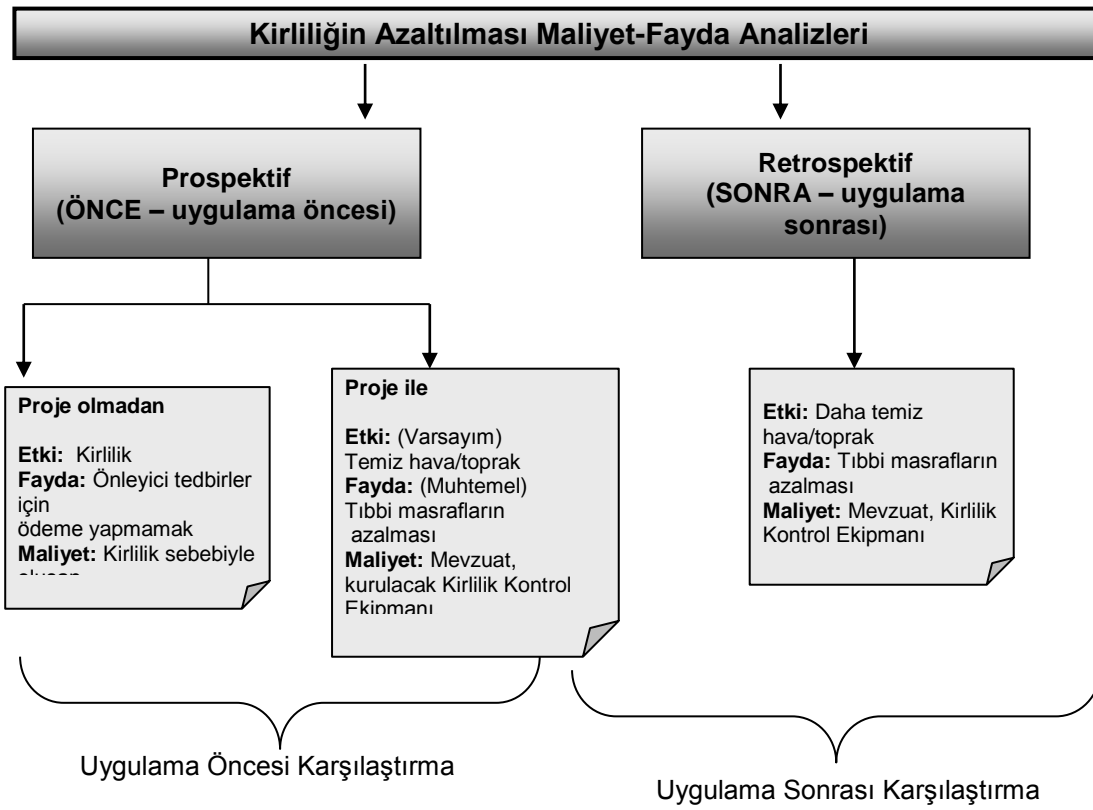 Kirliliğin Azaltılması Maliyet-Fayda Analizleri
Prospektif
(ÖNCE – uygulama öncesi)
Retrospektif
(SONRA – uygulama
sonrası)
Proje olmadan
Etki: Kirlilik
Fayda: Önleyici tedbirler
için
ödeme yapmamak
Maliyet: Kirlilik sebebiyle
Proje ile
Etki: (Varsayım)
Temiz hava/toprak
Fayda: (Muhtemel)
Tıbbi masrafların
azalması
Maliyet: Mevzuat,
kurulacak Kirlilik Kontrol
Ekipmanı
Etki: Daha temiz
hava/toprak
Fayda: Tıbbi masrafların
azalması
Maliyet: Mevzuat, Kirlilik
Kontrol Ekipmanı
Uygulama Öncesi Karşılaştırma
Uygulama Sonrası Karşılaştırma